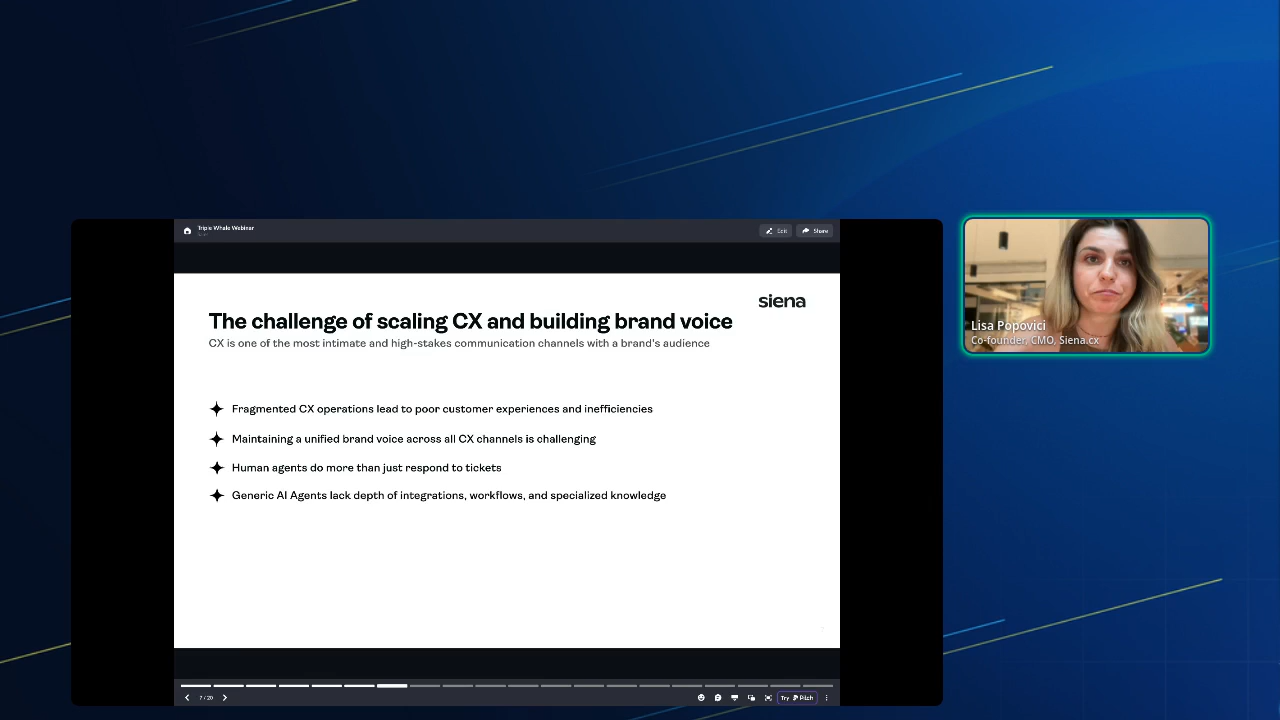 Triple Whale Webinar
Edit
Share
siena
The challenge of scaling CX and building brand voice
CX is one of the most intimate and high-stakes communication channels with a brand's audience
Fragmented CX operations lead to poor customer experiences and inefficiencies
Maintaining a unified brand voice across all CX channels is challenging
Human agents do more than just respond to tickets
Generic AI Agents lack depth of integrations, workflows, and specialized knowledge
7 / 20
Try Pitch
Lisa Popovici
Co-founder, CMO, Siena.cx